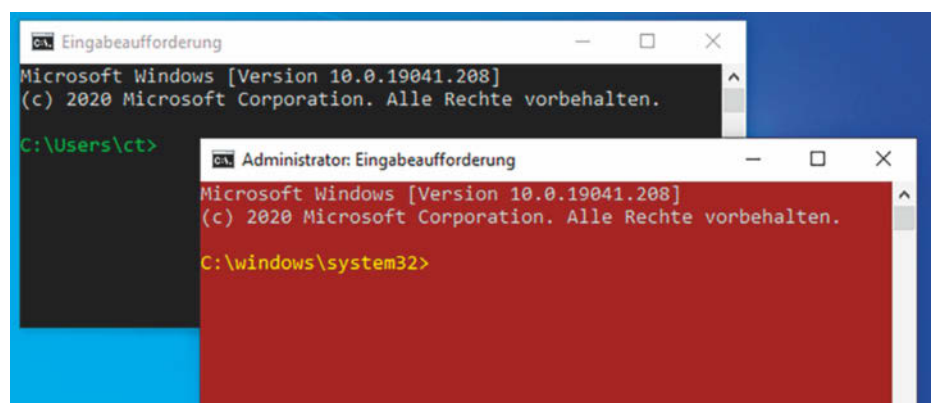 Eingabeaufforderung
Microsoft Windows [Version 10.0.19041.208]
(c) 2020 Microsoft Corporation. Alle Rechte vorbehalten.
C:\Users\ct>
Administrator: Eingabeaufforderung
Microsoft Windows [Version 10.0.19041.208]
(c) 2020 Microsoft Corporation. Alle Rechte vorbehalten.
C:\windows\system32>